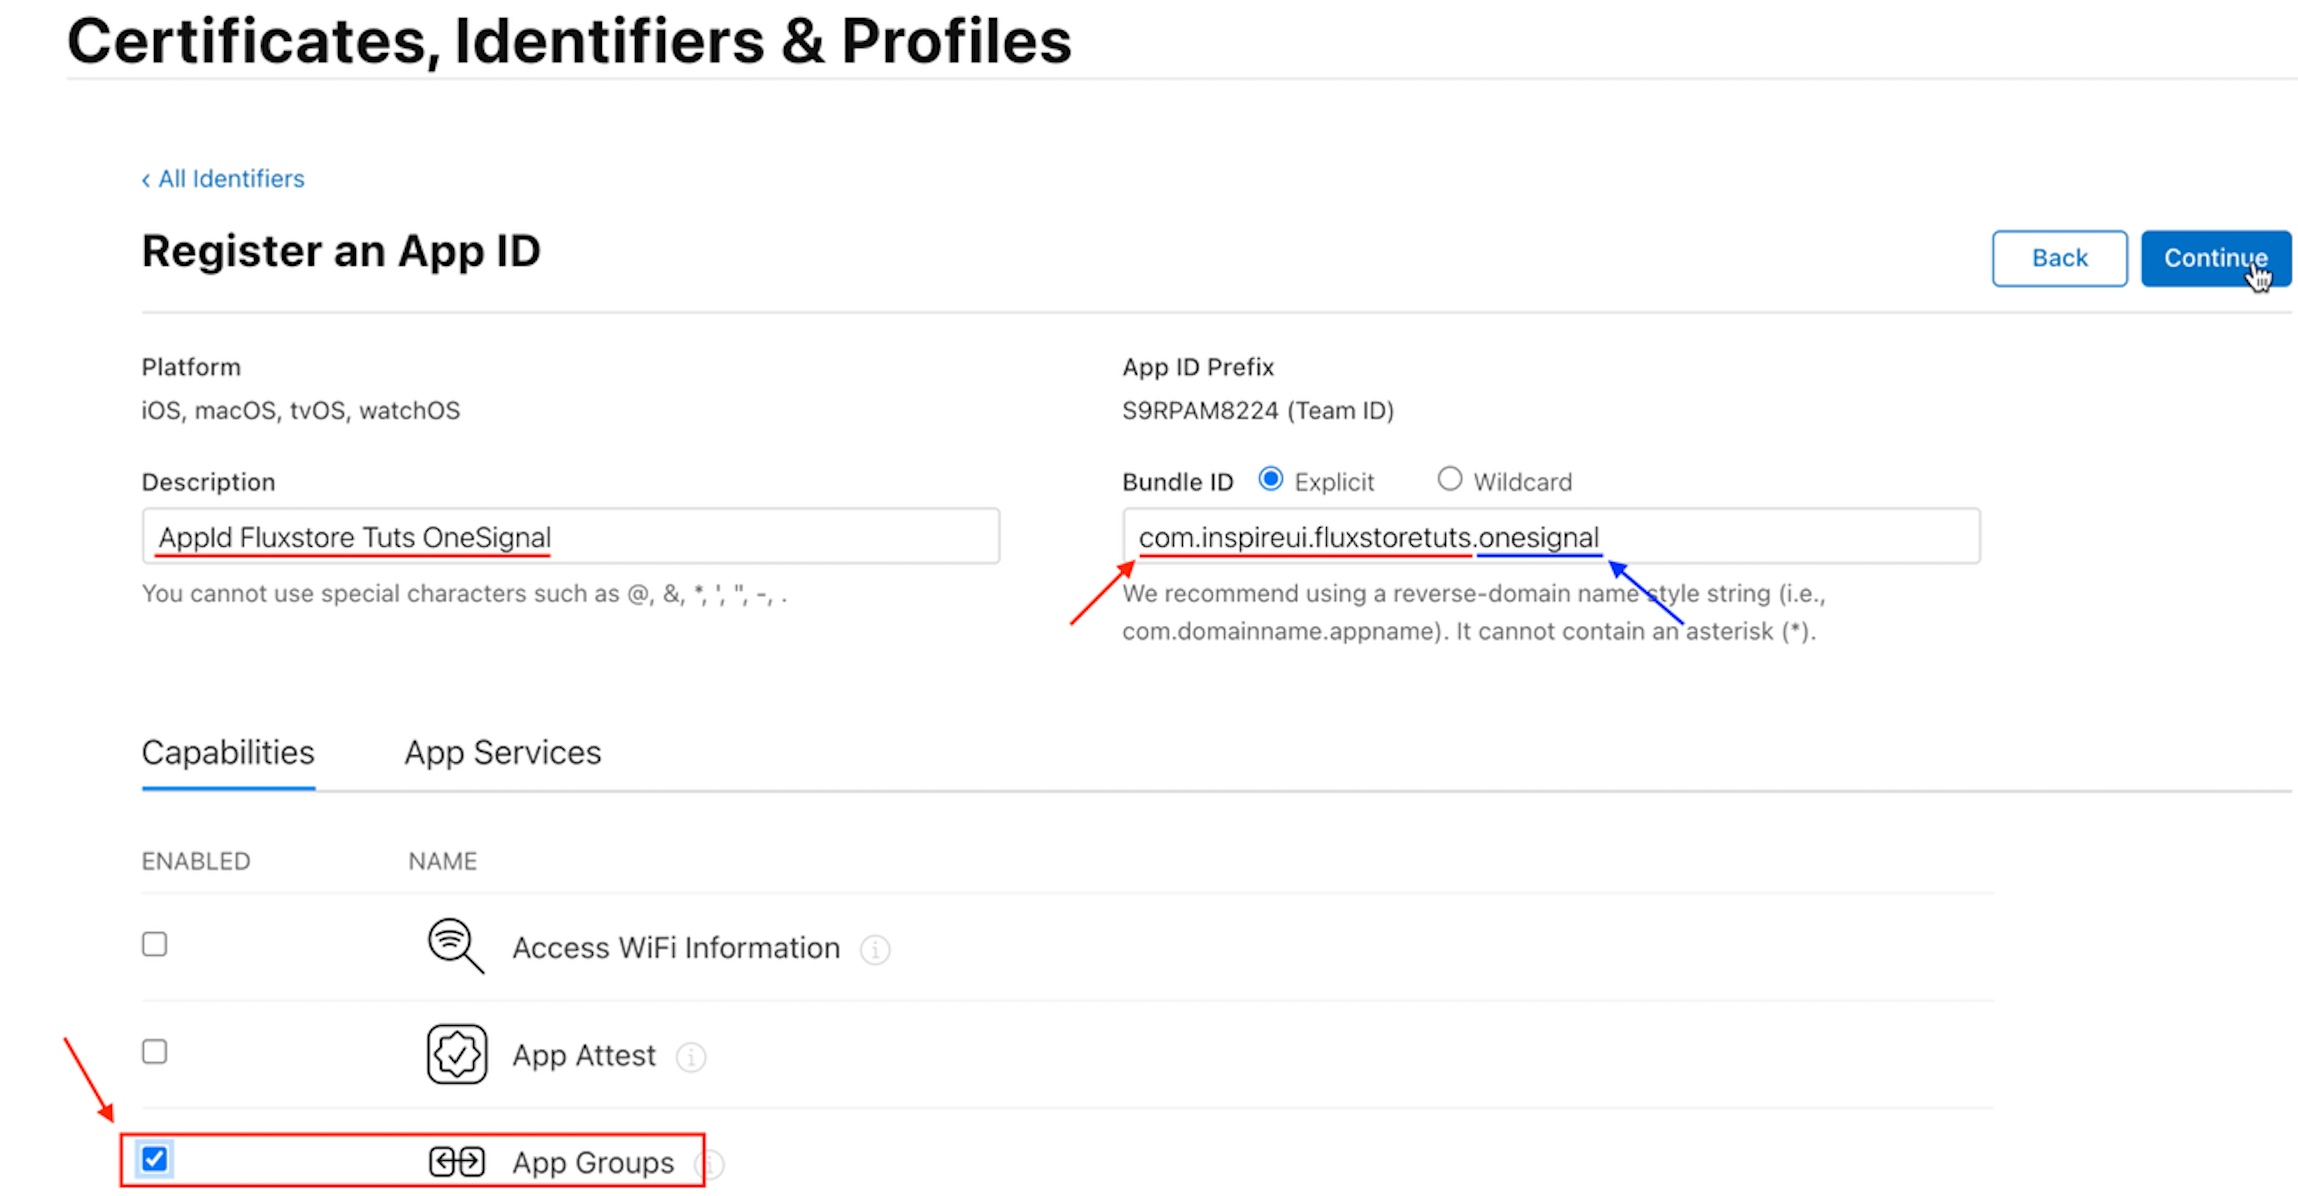 Certificates, Identifiers & Profiles
‹ All Identifiers
Register an App ID
Back
Continue
Platform
iOS, macOS, tvOS, watchOS
App ID Prefix
S9RPAM8224 (Team ID)
Description
AppId Fluxstore Tuts OneSignal
You cannot use special characters such as @, &, *, ', ", -, .
Bundle ID Explicit Wildcard
com.inspireui.fluxstoretuts.onesignal
We recommend using a reverse-domain name style string (i.e.,
com.domainname.appname). It cannot contain an asterisk (*).
Capabilities App Services
ENABLED NAME
Access WiFi Information
App Attest
App Groups